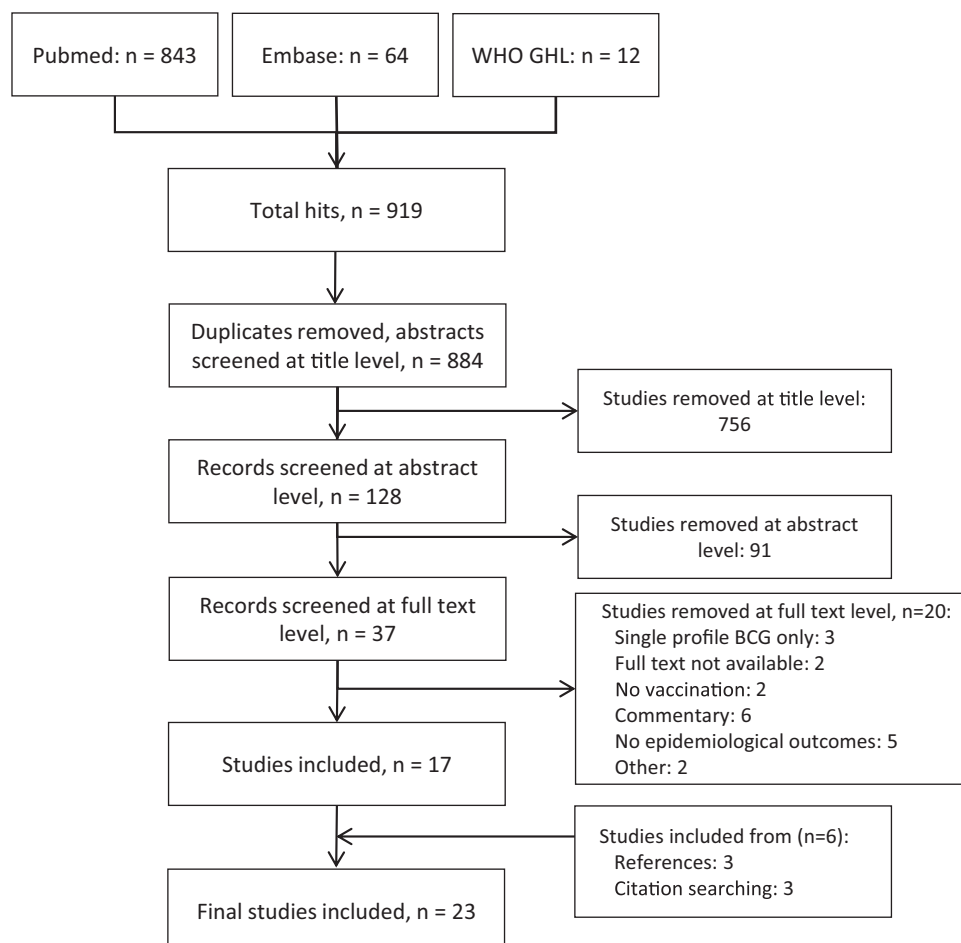 Pubmed: n = 843
Embase: n = 64
WHO GHL: n = 12
Total hits, n = 919
Duplicates removed, abstracts
screened at title level, n = 884
Studies removed at title level:
756
Records screened at abstract
level, n = 128
Studies removed at abstract
level: 91
Records screened at full text
level, n = 37
Studies removed at full text level, n=20:
Single profile BCG only: 3
Full text not available: 2
No vaccination: 2
Commentary: 6
No epidemiological outcomes: 5
Other: 2
Studies included, n = 17
Studies included from (n=6):
References: 3
Citation searching: 3
Final studies included, n = 23